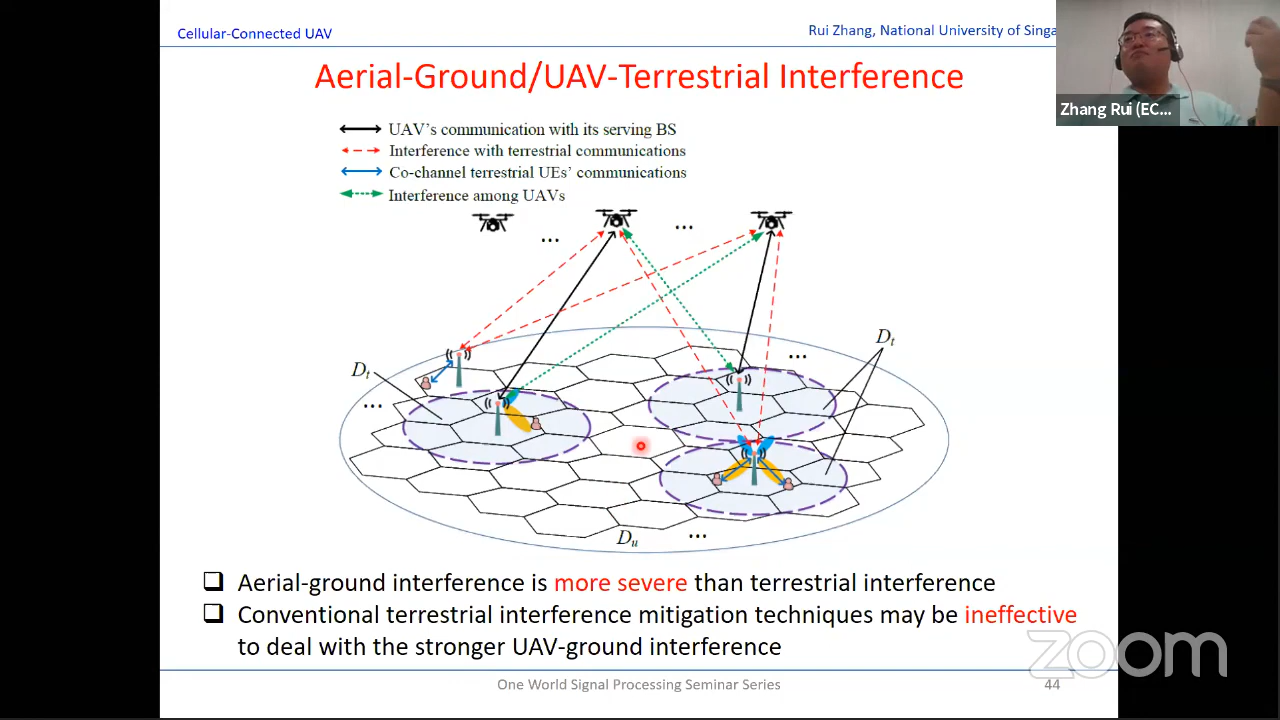 Cellular-Connected UAV
Rui Zhang, National University of Singa
Zhang Rui (EC...
Aerial-Ground/UAV-Terrestrial Interference
UAV's communication with its serving BS
Interference with terrestrial communications
Co-channel terrestrial UEs' communications
Interference among UAVs
...
...
Dt
Dt
...
...
Du
...
❑ Aerial-ground interference is more severe than terrestrial interference
❑ Conventional terrestrial interference mitigation techniques may be ineffective
to deal with the stronger UAV-ground interference
zoom
One World Signal Processing Seminar Series
44